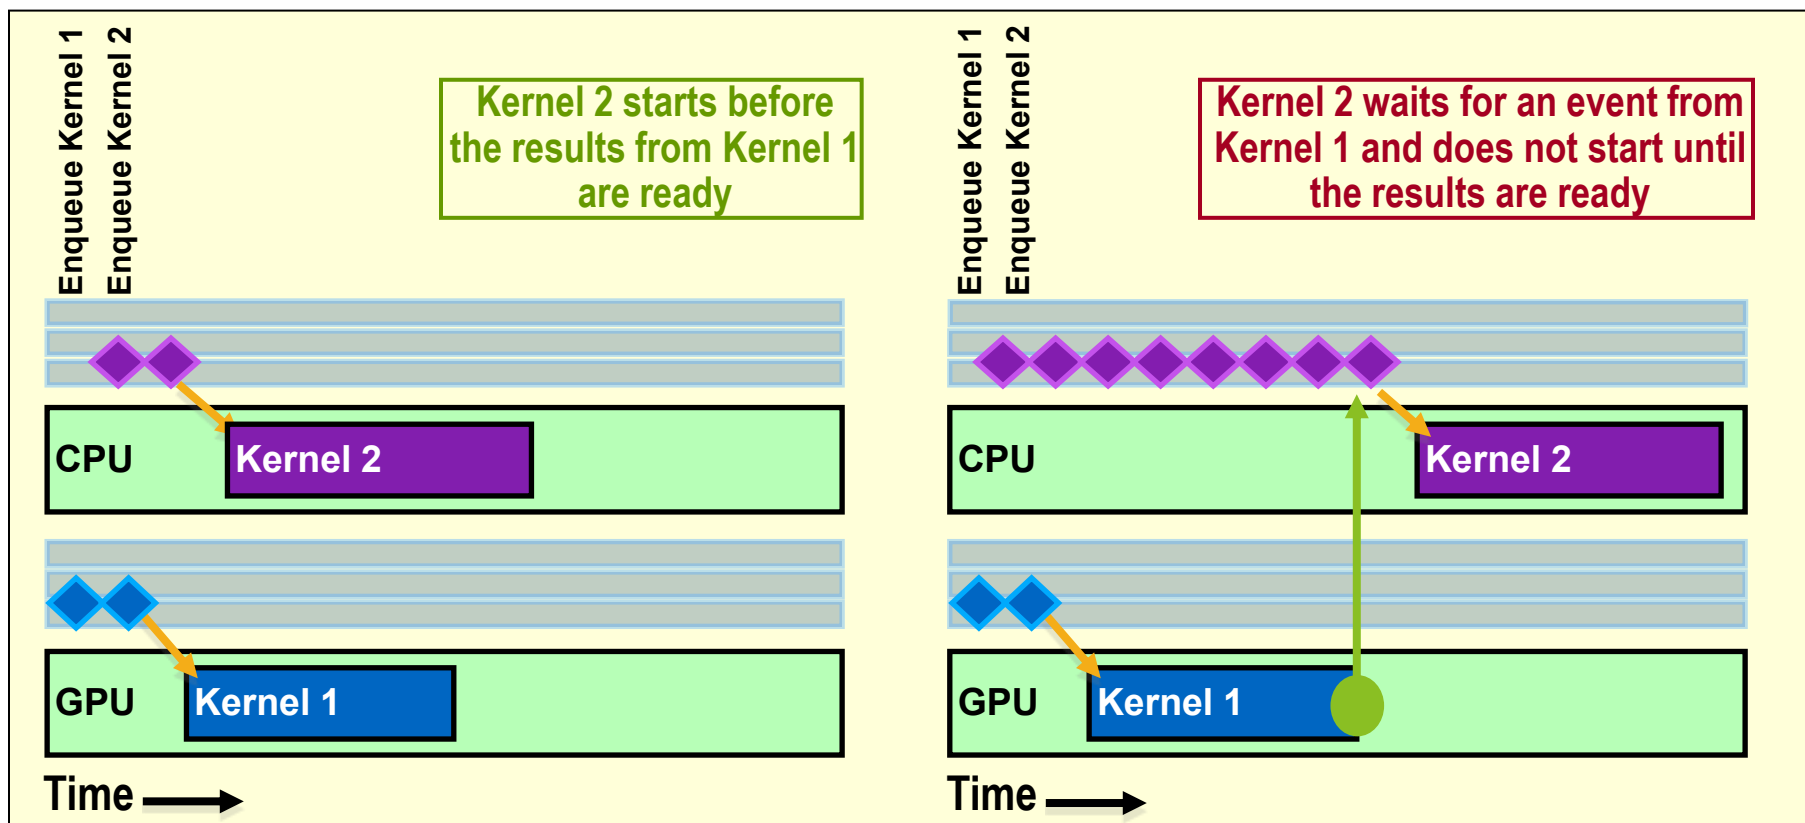 Enqueue Kernel 1
Enqueue Kernel 2
Kernel 2 starts before
the results from Kernel 1
are ready
CPU
Kernel 2
GPU
Kernel 1
Time
Enqueue Kernel 1
Enqueue Kernel 2
Kernel 2 waits for an event from
Kernel 1 and does not start until
the results are ready
CPU
Kernel 2
GPU
Kernel 1
Time